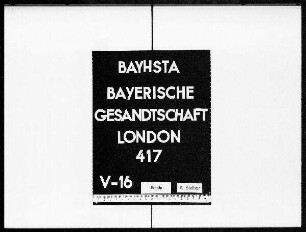 BAYHSTA
BAYERISCHE
GESANDTSCHAFT
LONDON
417
V-16